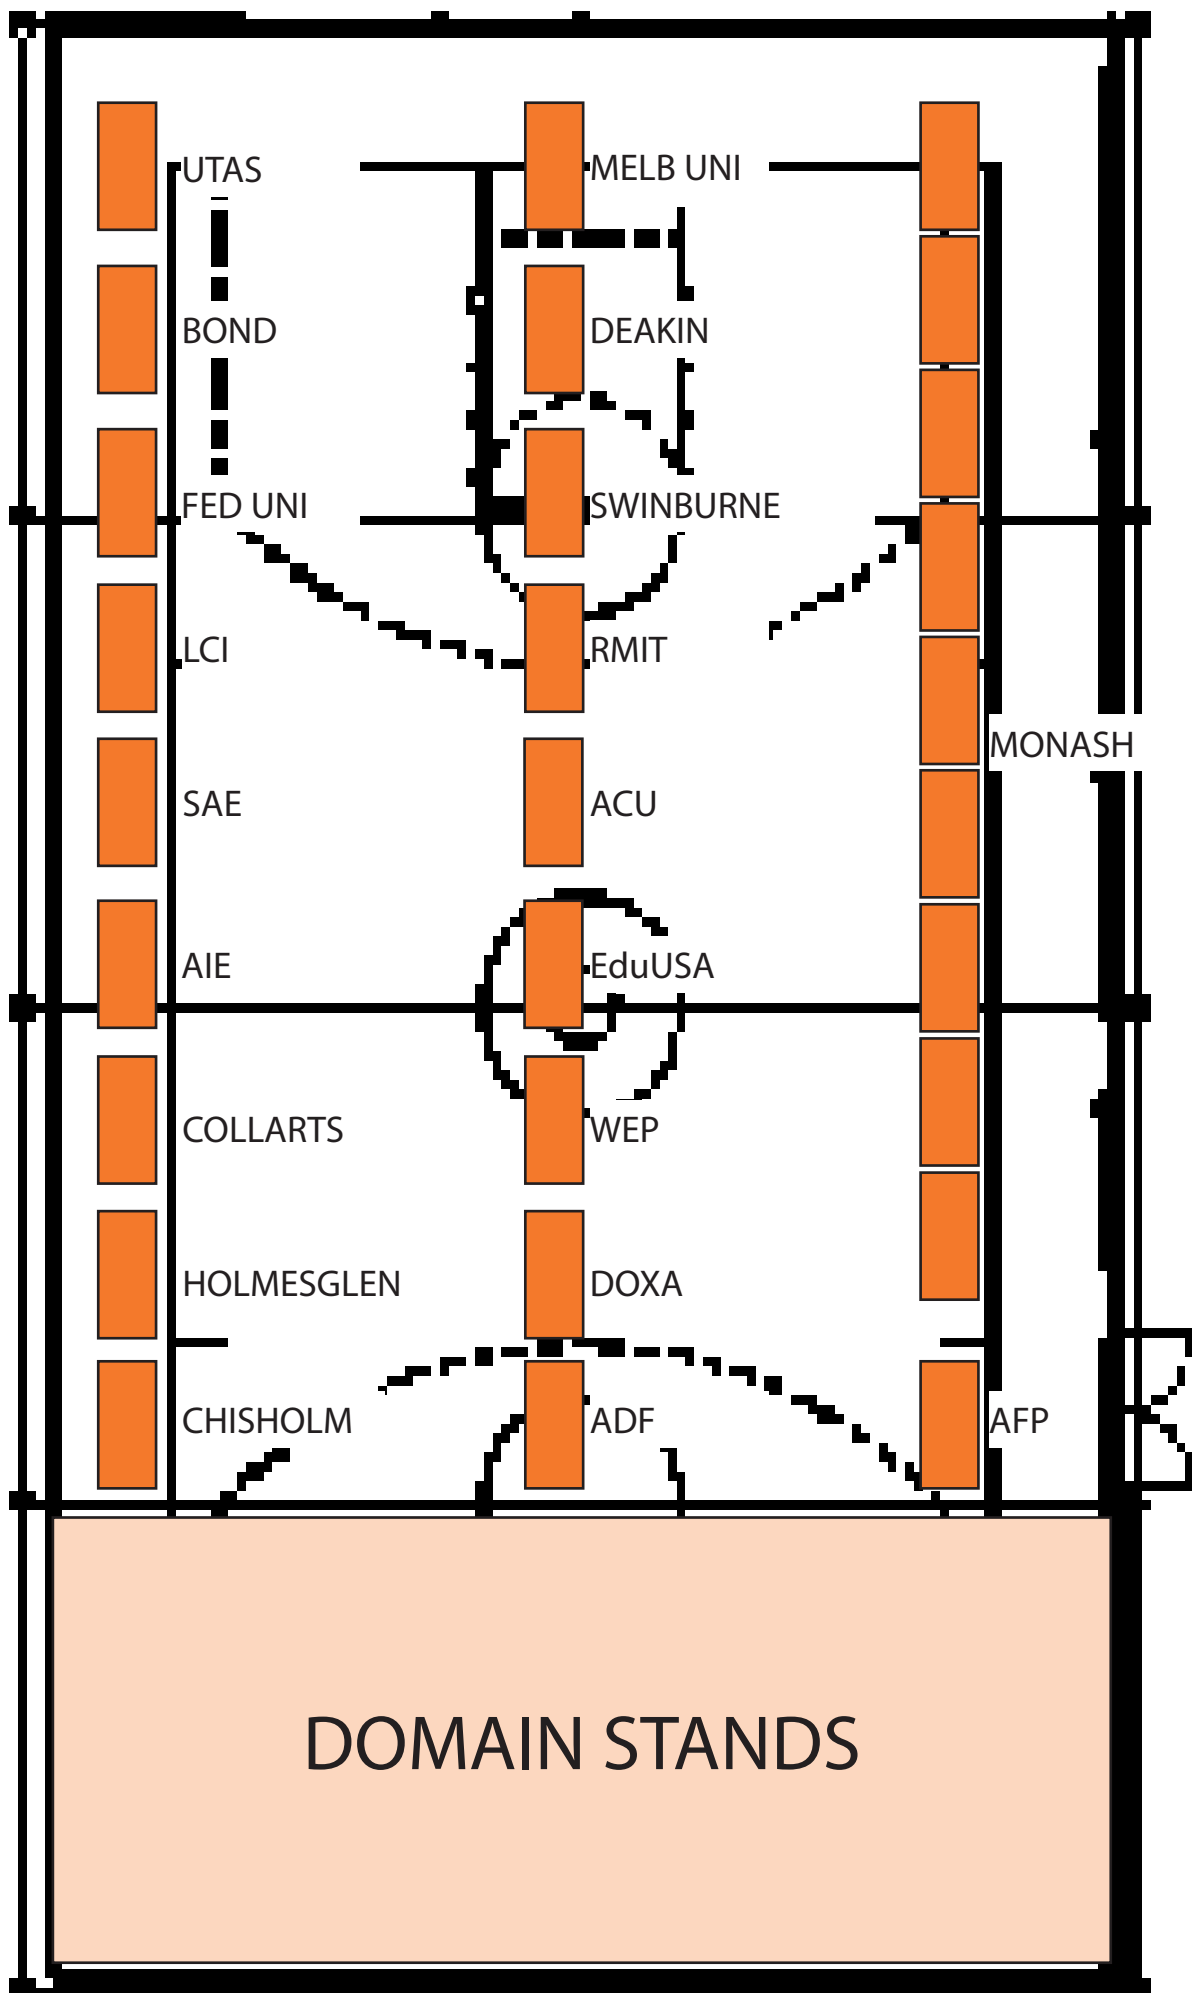 UTAS
MELB UNI
BOND
DEAKIN
FED UNI
SWINBURNE
LCI
RMIT
MONASH
SAE
ACU
AIE
EduUSA
COLLARTS
WEP
HOLMESGLEN
DOXA
CHISHOLM
ADF
AFP
DOMAIN STANDS